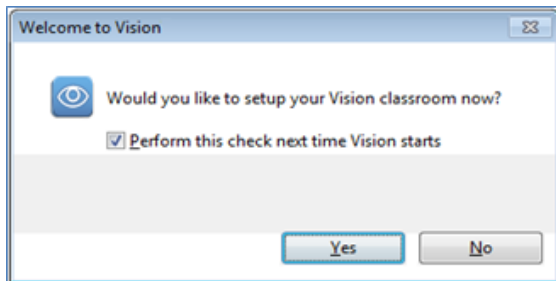 Welcome to Vision
Would you like to setup your Vision classroom now?
Perform this check next time Vision starts
Yes
No